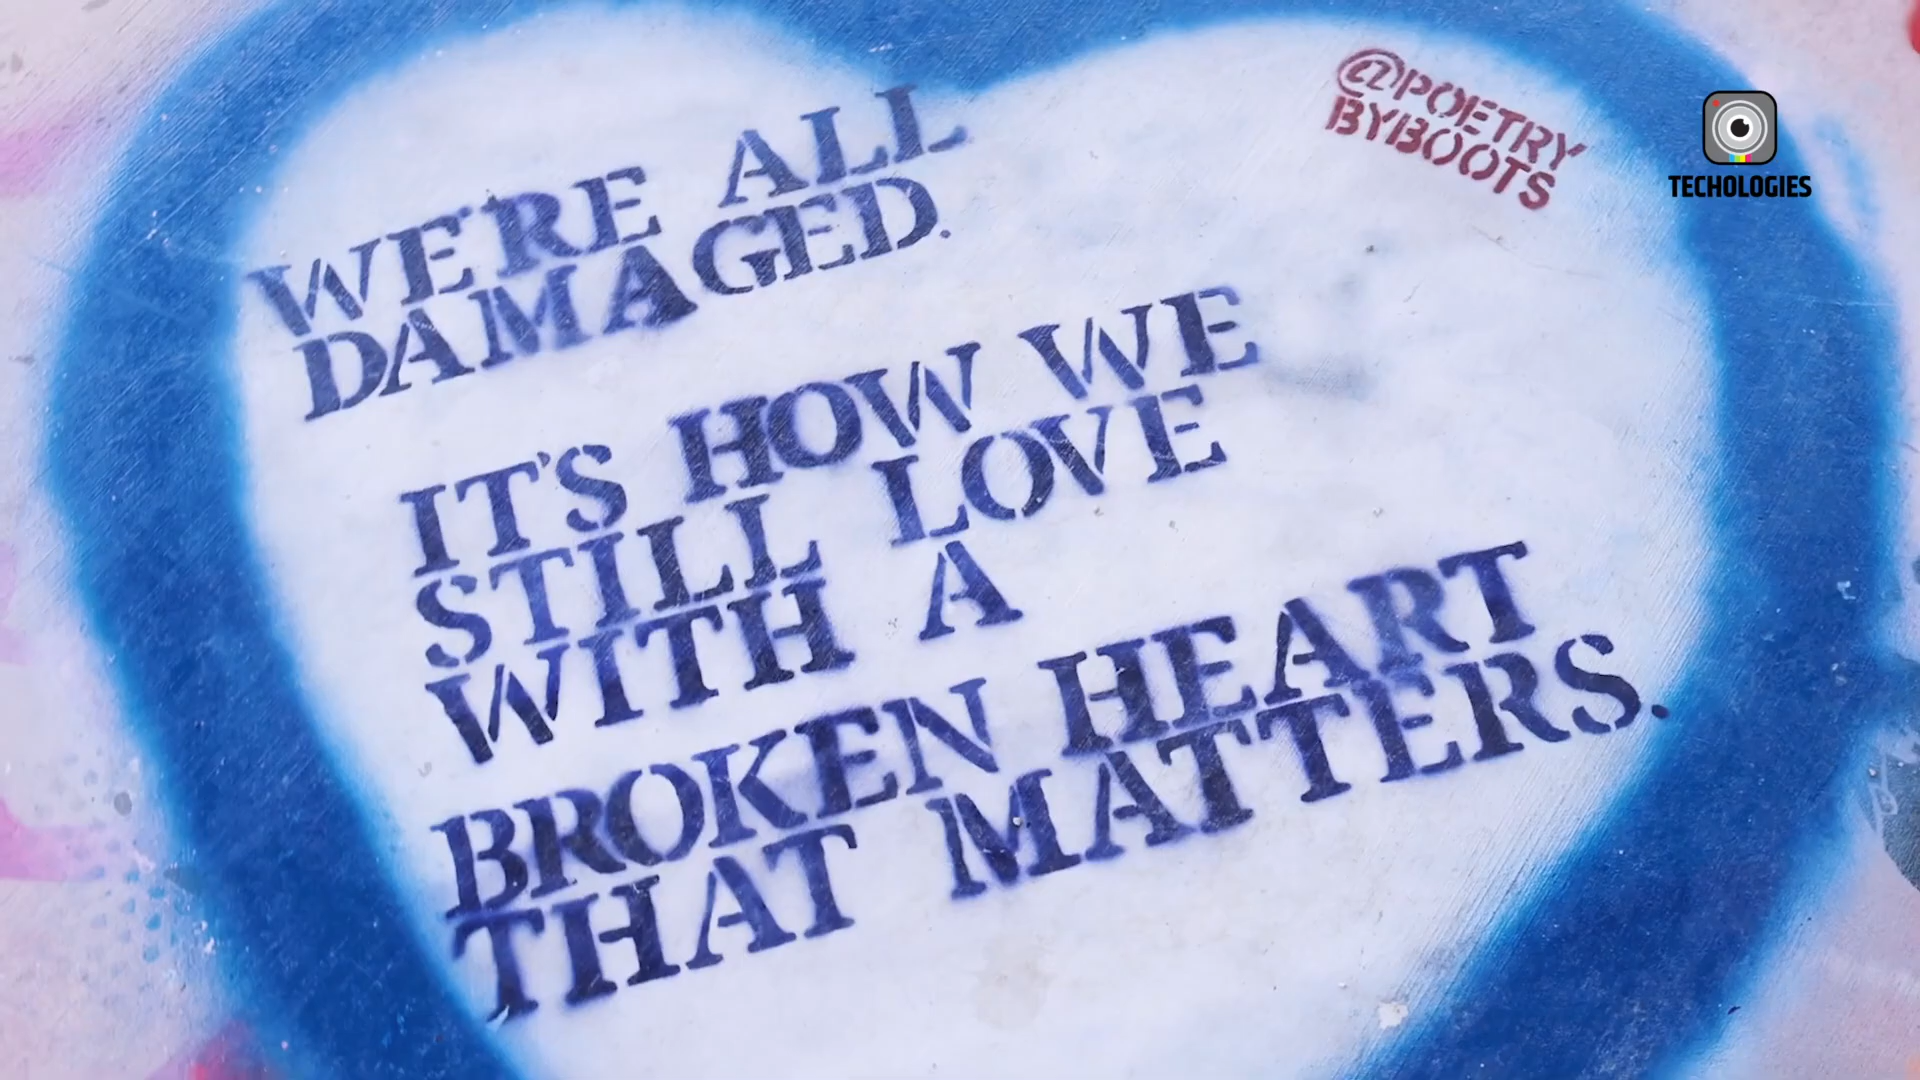 WE'RE ALL
DAMAGED.
IT'S HOW WE
STILL LOVE
WITH A
BROKEN HEART
THAT MATTERS.
@POETRY
BYBOOTS
TECHOLOGIES